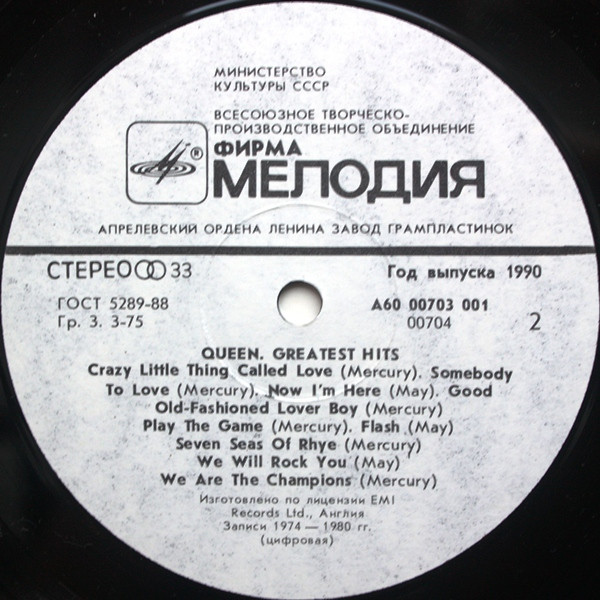 МИНИСТЕРСТВО
КУЛЬТУРЫ СССР
ВСЕСОЮЗНОЕ ТВОРЧЕСКО-
ПРОИЗВОДСТВЕННОЕ ОБЪЕДИНЕНИЕ
®
ФИРМА
МЕЛОДИЯ
АПРЕЛЕВСКИЙ ОРДЕНА ЛЕНИНА ЗАВОД ГРАМПЛАСТИНОК
СТЕРЕО 33
Год выпуска 1990
ГОСТ 5289-88
А60 00703 001
Гр. 3. 3-75
00704
2
QUEEN. GREATEST HITS
Crazy Little Thing Called Love (Mercury). Somebody
To Love (Mercury). Now I'm Here (May). Good
Old-Fashioned Lover Boy (Mercury)
Play The Game (Mercury). Flash (May)
Seven Seas Of Rhye (Mercury)
We Will Rock You (May)
We Are The Champions (Mercury)
Изготовлено по лицензии EMI
Records Ltd., Англия
Записи 1974 — 1980 гг.
(цифровая)